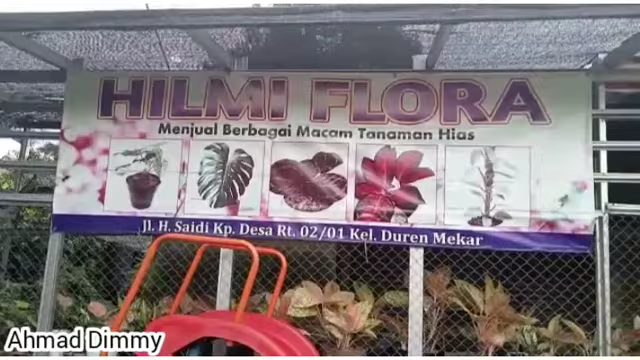 HILMI FLORA
Menjual Berbagai Macam Tanaman Hias
Jl. H. Saidi Kp. Desa Rt. 02/01 Kel. Duren Mekar
Ahmad Dimmy